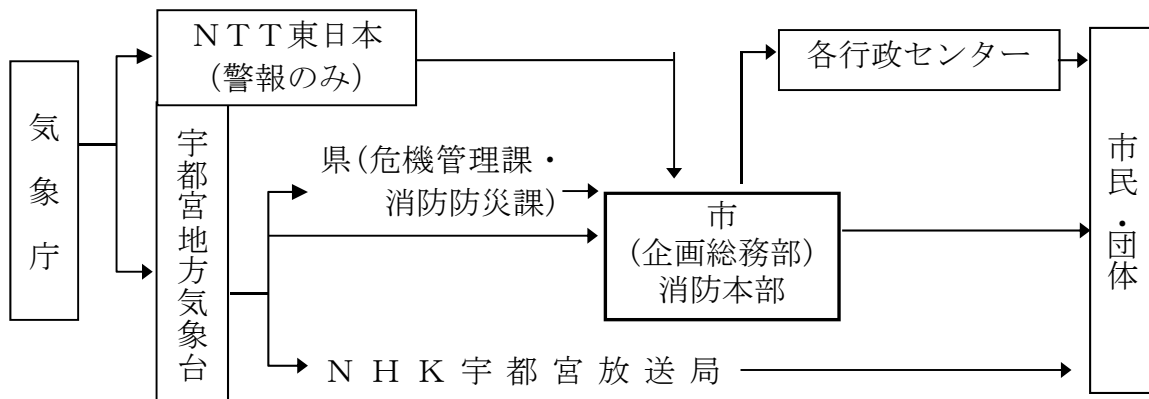 ＮＴＴ東日本
（警報のみ）
各行政センター
気象庁
宇都宮地方気象台
県（危機管理課・
消防防災課）
市
（企画総務部）
消防本部
ＮＨＫ宇都宮放送局
市民・団体